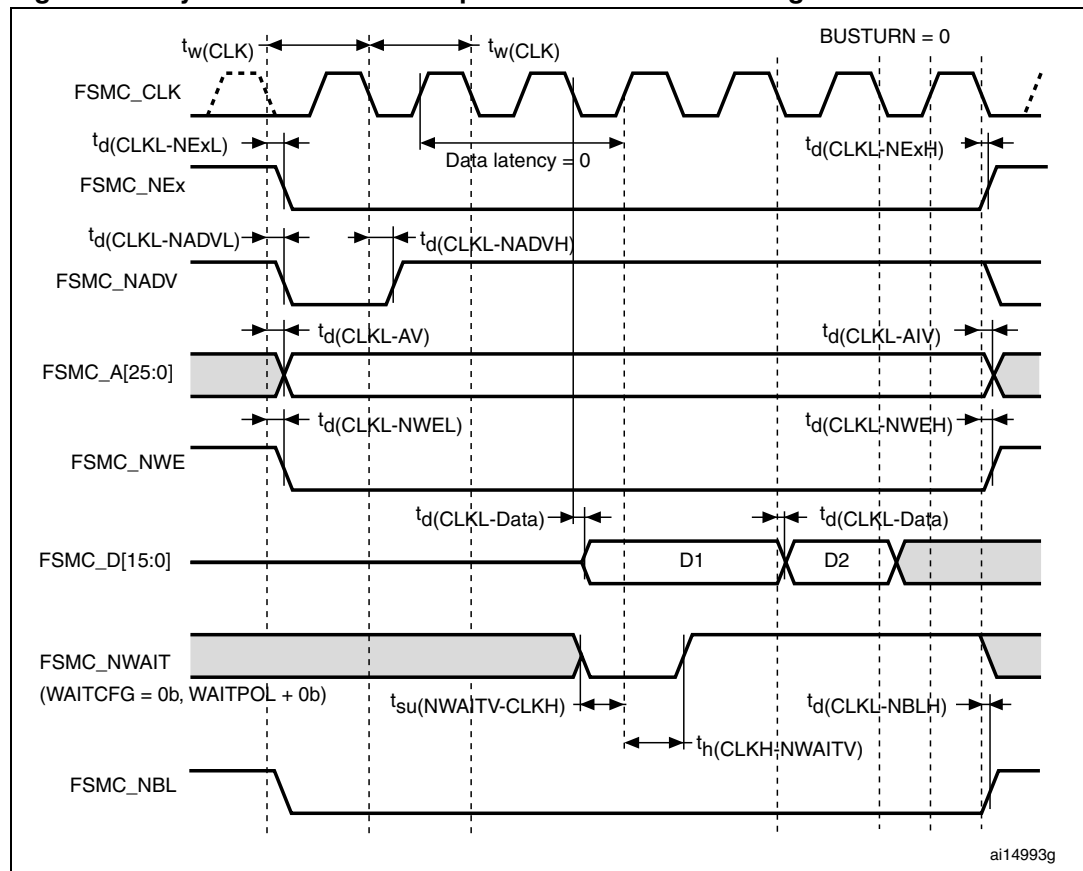 tw(CLK)
tw(CLK)
BUSTURN = 0
FSMC_CLK
td(CLKL-NExL)
Data latency = 0
td(CLKL-NExH)
FSMC_NEx
td(CLKL-NADVL)
td(CLKL-NADVH)
FSMC_NADV
td(CLKL-AV)
td(CLKL-AIV)
FSMC_A[25:0]
td(CLKL-NWEL)
td(CLKL-NWEH)
FSMC_NWE
td(CLKL-Data)
td(CLKL-Data)
FSMC_D[15:0]
D1
D2
FSMC_NWAIT
(WAITCFG = 0b, WAITPOL + 0b)
tsu(NWAITV-CLKH)
td(CLKL-NBLH)
th(CLKH-NWAITV)
FSMC_NBL
ai14993g